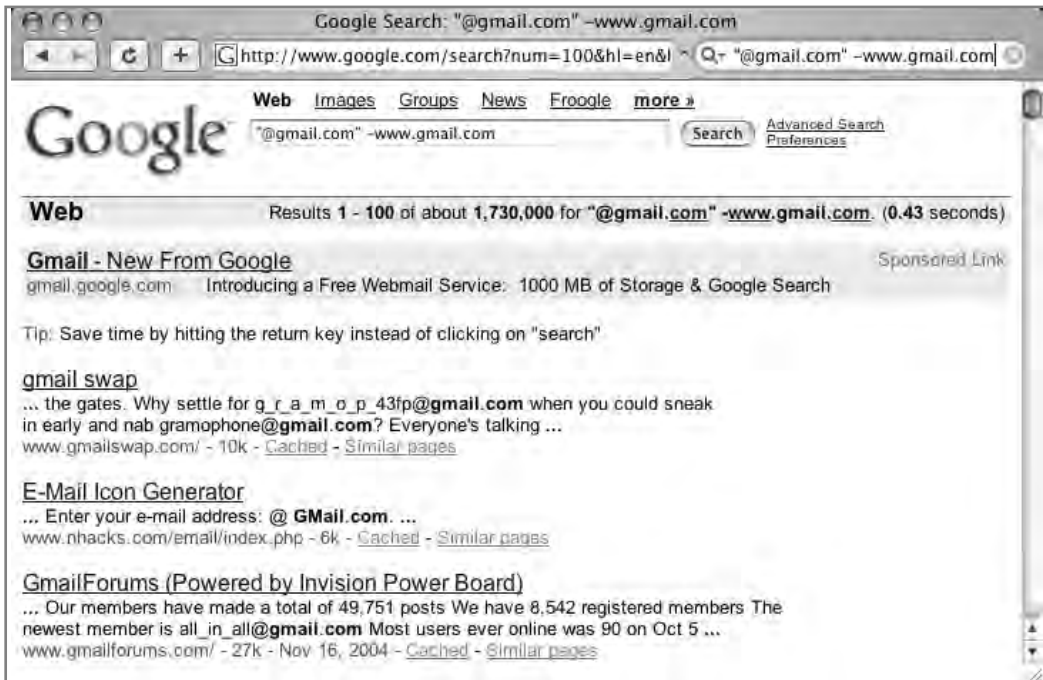 Google Search: "@gmail.com" –www.gmail.com
http://www.google.com/search?num=100&hl=en&l "@gmail.com" –www.gmail.com
Web Images Groups News Froogle more »
Google
"@gmail.com" –www.gmail.com Search Advanced Search
Preferences
Web Results 1 - 100 of about 1,730,000 for "@gmail.com" -www.gmail.com. (0.43 seconds)
Gmail - New From Google Sponsored Link
gmail.google.com Introducing a Free Webmail Service: 1000 MB of Storage & Google Search
Tip: Save time by hitting the return key instead of clicking on "search"
gmail swap
... the gates. Why settle for g_r_a_m_o_p_43fp@gmail.com when you could sneak
in early and nab gramophone@gmail.com? Everyone's talking ...
www.gmailswap.com/ - 10k - Cached - Similar pages
E-Mail Icon Generator
... Enter your e-mail address: @ GMail.com. ...
www.nhacks.com/email/index.php - 6k - Cached - Similar pages
GmailForums (Powered by Invision Power Board)
... Our members have made a total of 49,751 posts We have 8,542 registered members The
newest member is all_in_all@gmail.com Most users ever online was 90 on Oct 5 ...
www.gmailforums.com/ - 27k - Nov 16, 2004 - Cached - Similar pages